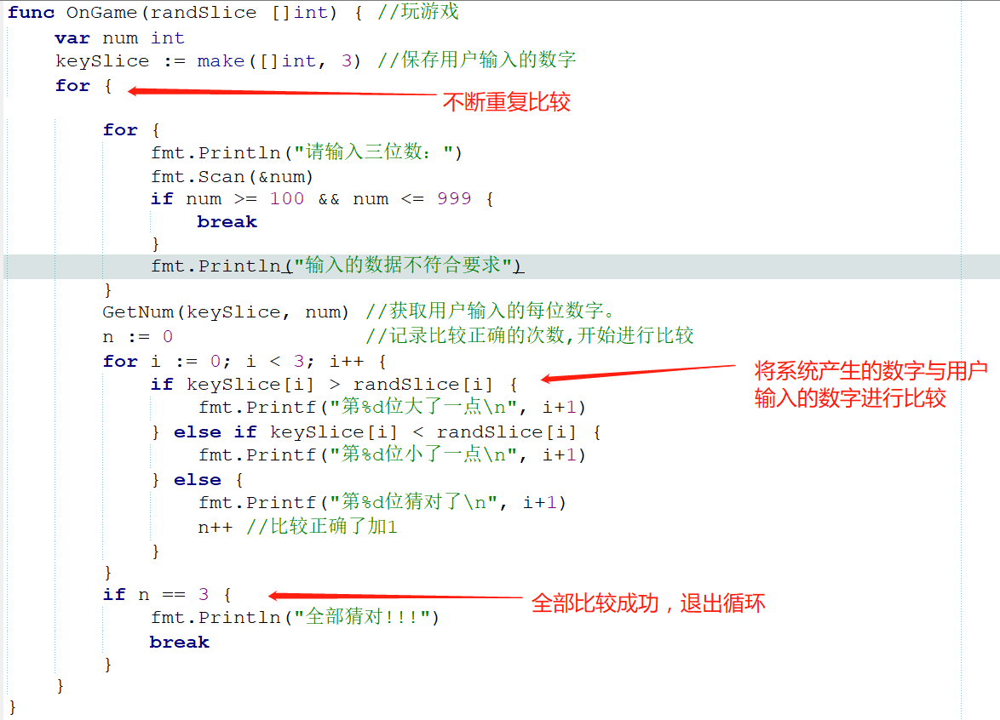 func OnGame(randSlice []int) { //玩游戏
    var num int
    keySlice := make([]int, 3) //保存用户输入的数字
    for {
不断重复比较
        for {
            fmt.Println("请输入三位数: ")
            fmt.Scan(&num)
            if num >= 100 && num <= 999 {
                break
            }
            fmt.Println("输入的数据不符合要求")
        }
        GetNum(keySlice, num) //获取用户输入的每位数字。
        n := 0                //记录比较正确的次数,开始进行比较
        for i := 0; i < 3; i++ {
            if keySlice[i] > randSlice[i] {
将系统产生的数字与用户
输入的数字进行比较
                fmt.Printf("第%d位大了一点\n", i+1)
            } else if keySlice[i] < randSlice[i] {
                fmt.Printf("第%d位小了一点\n", i+1)
            } else {
                fmt.Printf("第%d位猜对了\n", i+1)
                n++ //比较正确了加1
            }
        }
        if n == 3 {
全部比较成功，退出循环
            fmt.Println("全部猜对!!!")
            break
        }
    }
}